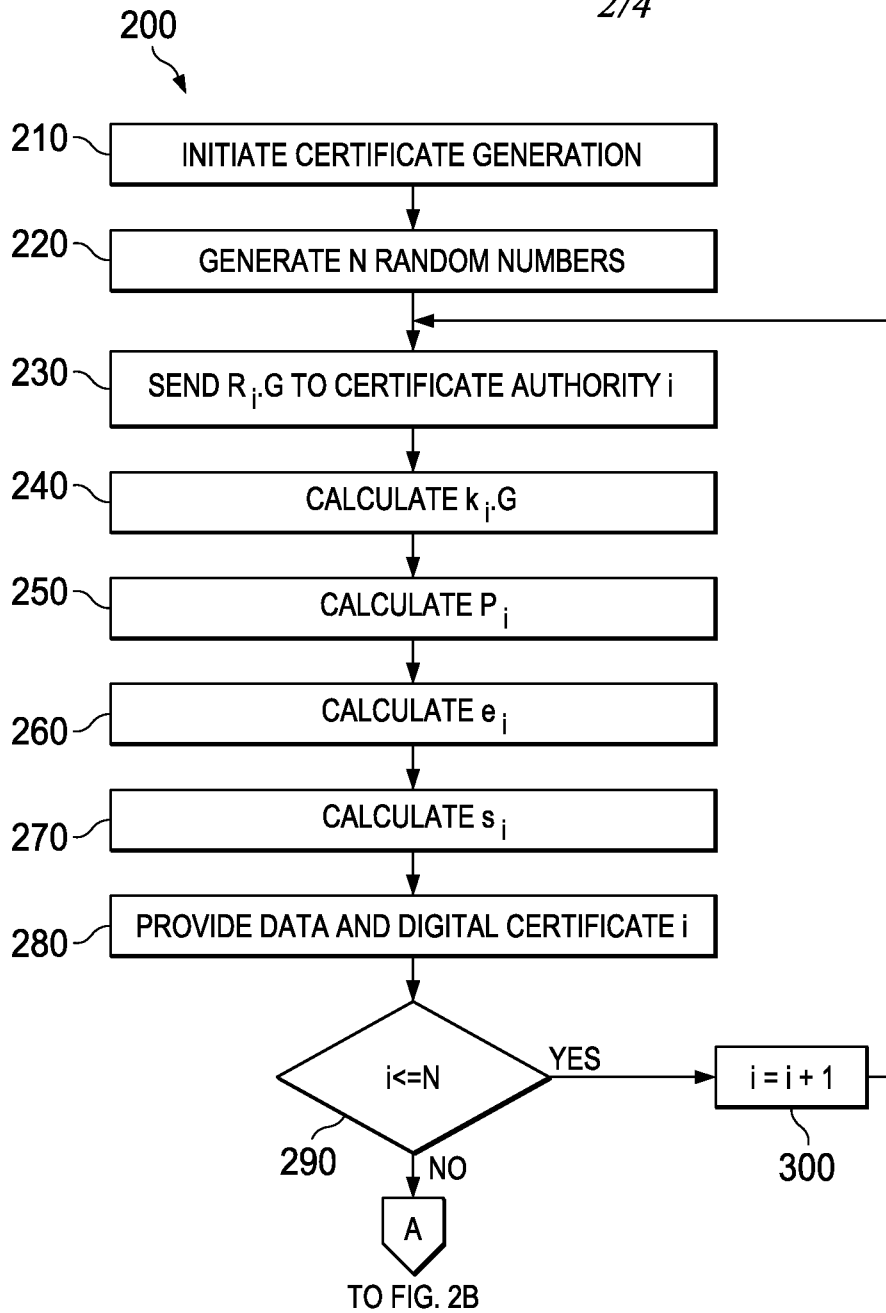 2/4
200
210
INITIATE CERTIFICATE GENERATION
220
GENERATE N RANDOM NUMBERS
230
SEND R i.G TO CERTIFICATE AUTHORITY i
240
CALCULATE k i.G
250
CALCULATE P i
260
CALCULATE e i
270
CALCULATE s i
280
PROVIDE DATA AND DIGITAL CERTIFICATE i
i<=N
YES
i = i + 1
290
NO
300
A
TO FIG. 2B